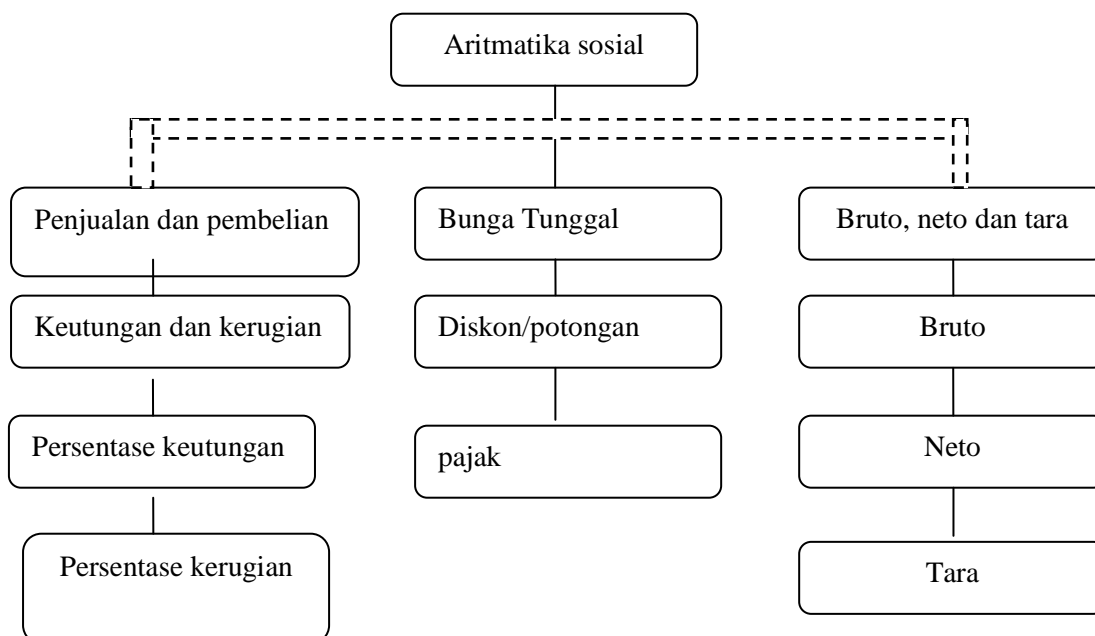 Aritmatika sosial
Penjualan dan pembelian
Bunga Tunggal
Bruto, neto dan tara
Keutungan dan kerugian
Diskon/potongan
Bruto
Persentase keutungan
pajak
Neto
Persentase kerugian
Tara